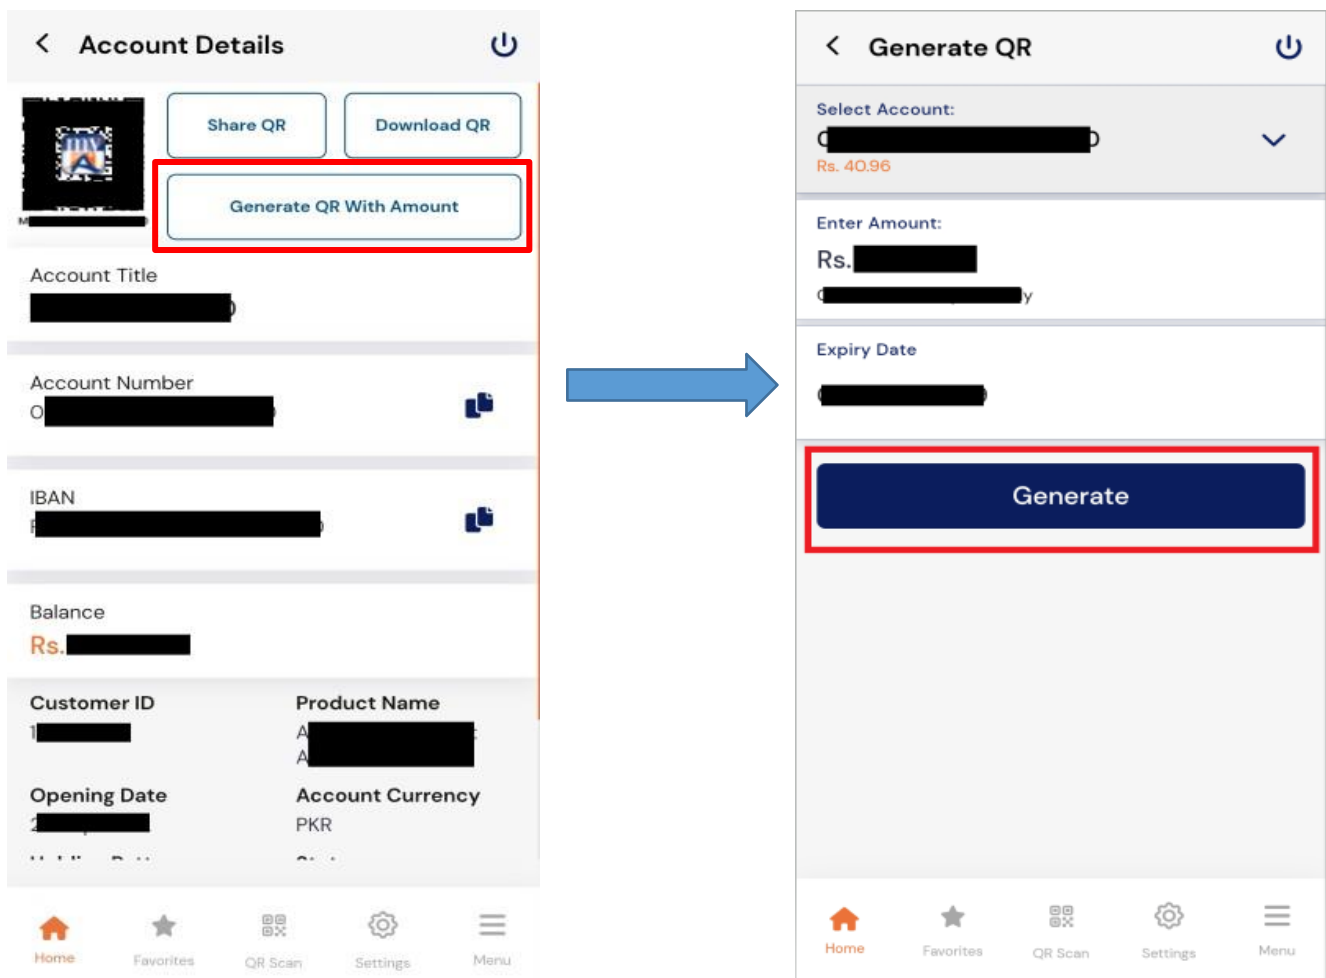 Account Details
my
A
Share QR
Download QR
Generate QR With Amount
Account Title
Account Number
IBAN
Balance
Rs.
Customer ID
Product Name
Opening Date
Account Currency
PKR
Home
Favorites
QR Scan
Settings
Menu
Generate QR
Select Account:
Rs. 40.96
Enter Amount:
Rs.
Expiry Date
Generate
Home
Favorites
QR Scan
Settings
Menu